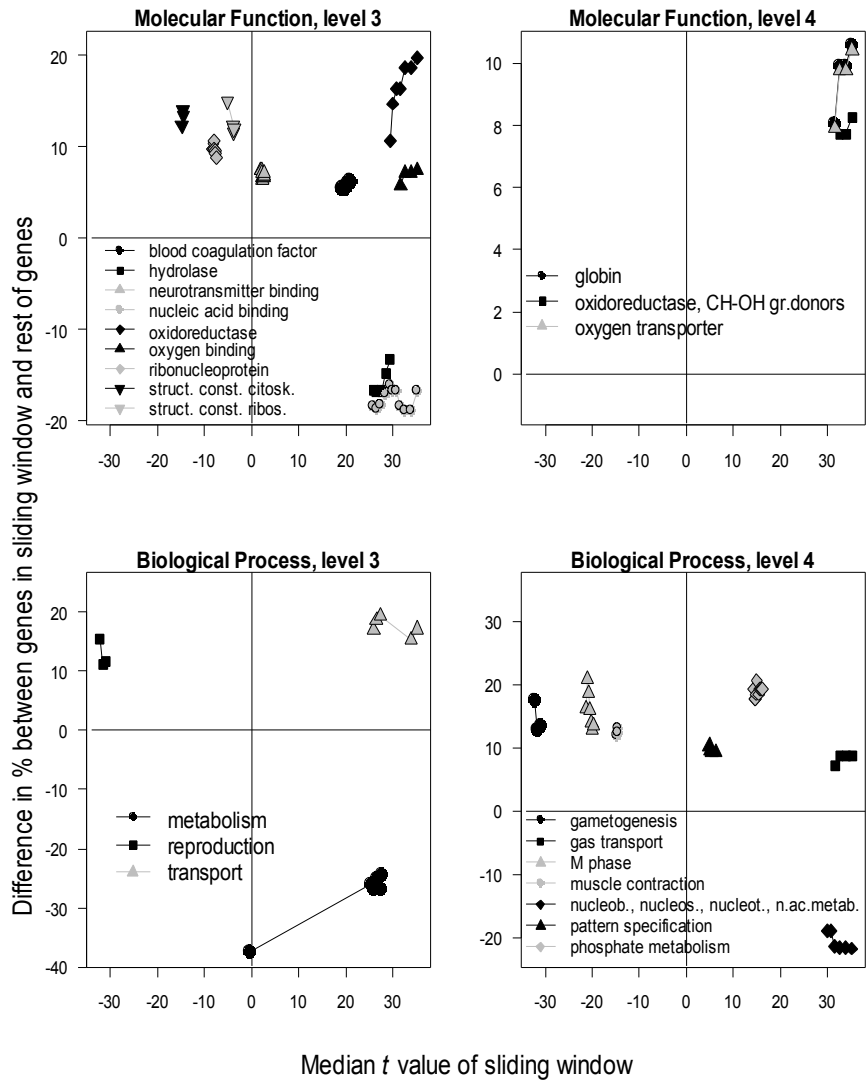 Difference in % between genes in sliding window and rest of genes
Molecular Function, level 3
20
10
0
-10
-20
blood coagulation factor
hydrolase
neurotransmitter binding
nucleic acid binding
oxidoreductase
oxygen binding
ribonucleoprotein
struct. const. citosk.
struct. const. ribos.
-30 -20 -10 0 10 20 30
Molecular Function, level 4
10
8
6
4
2
0
globin
oxidoreductase, CH-OH gr.donors
oxygen transporter
-30 -20 -10 0 10 20 30
Biological Process, level 3
20
10
0
-10
-20
-30
-40
metabolism
reproduction
transport
-30 -20 -10 0 10 20 30
Biological Process, level 4
30
20
10
0
-10
-20
gametogenesis
gas transport
M phase
muscle contraction
nucleob., nucleos., nucleot., n.ac.metab.
pattern specification
phosphate metabolism
-30 -20 -10 0 10 20 30
Median t value of sliding window